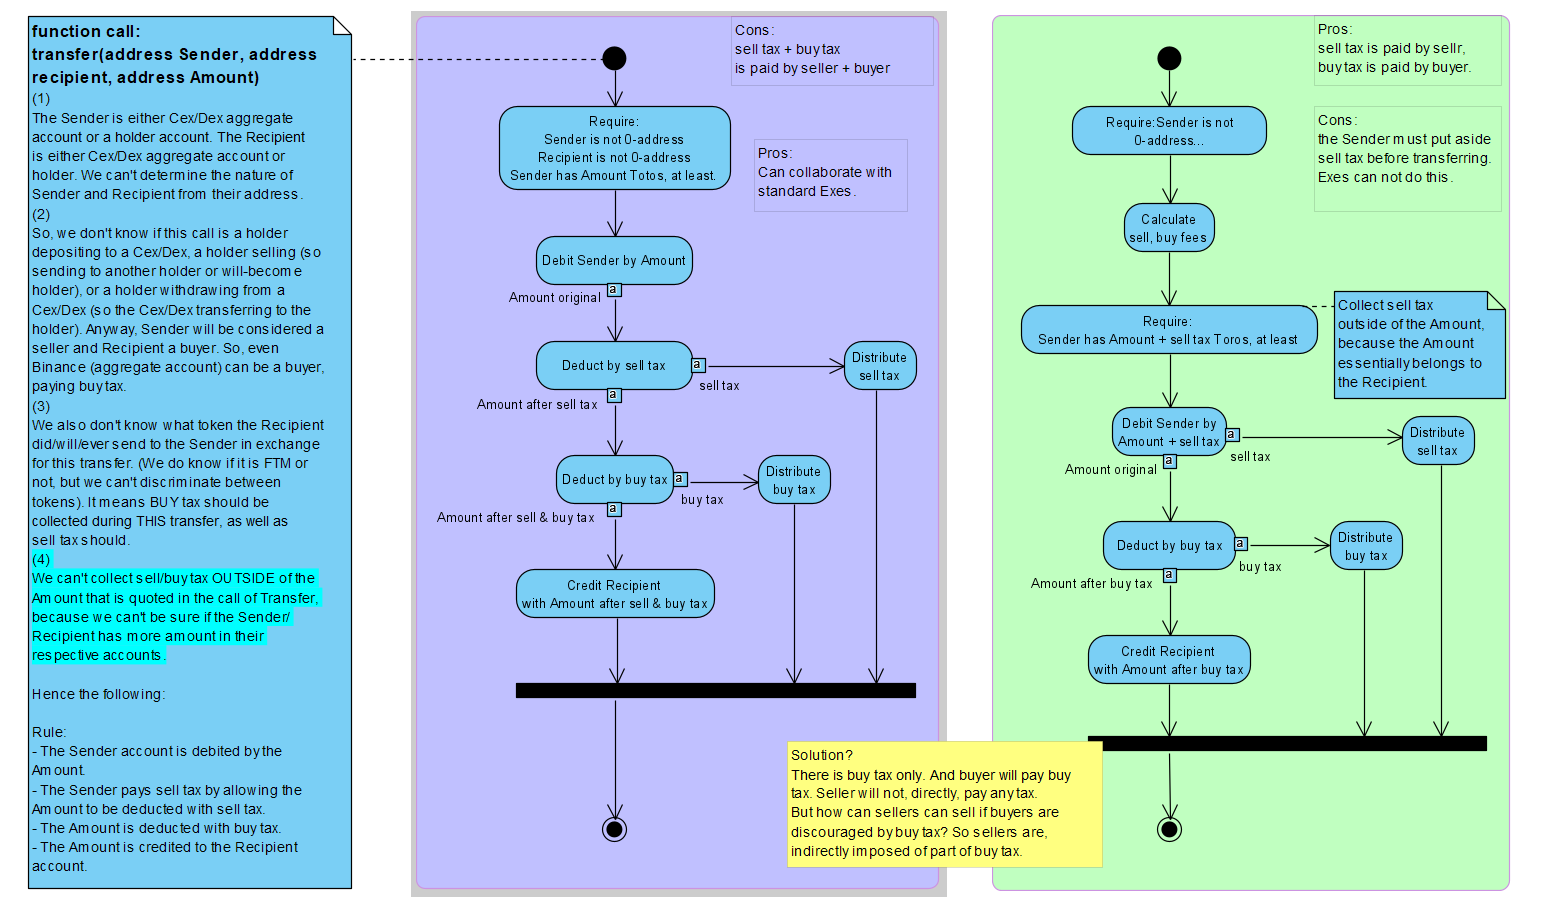 function call:
transfer(address Sender, address
recipient, address Amount)
(1)
The Sender is either Cex/Dex aggregate
account or a holder account. The Recipient
is either Cex/Dex aggregate account or
holder. We can't determine the nature of
Sender and Recipient from their address.
(2)
So, we don't know if this call is a holder
depositing to a Cex/Dex, a holder selling (so
sending to another holder or will-become
holder), or a holder withdrawing from a
Cex/Dex (so the Cex/Dex transferring to the
holder). Anyway, Sender will be considered a
seller and Recipient a buyer. So, even
Binance (aggregate account) can be a buyer,
paying buy tax.
(3)
We also don't know what token the Recipient
did/will/ever send to the Sender in exchange
for this transfer. (We do know if it is FTM or
not, but we can't discriminate between
tokens). It means BUY tax should be
collected during THIS transfer, as well as
sell tax should.
(4)
We can't collect sell/buy tax OUTSIDE of the
Amount that is quoted in the call of Transfer,
because we can't be sure if the Sender/
Recipient has more amount in their
respective accounts.
Hence the following:
Rule:
- The Sender account is debited by the
Amount.
- The Sender pays sell tax by allowing the
Amount to be deducted with sell tax.
- The Amount is deducted with buy tax.
- The Amount is credited to the Recipient
account.
Cons:
sell tax + buy tax
is paid by seller + buyer
Require:
Sender is not 0-address
Recipient is not 0-address
Sender has Amount Totos, at least.
Pros:
Can collaborate with
standard Exes.
Debit Sender by Amount
a
Amount original
Deduct by sell tax
a
sell tax
Distribute
sell tax
a
Amount after sell tax
Deduct by buy tax
a
buy tax
Distribute
buy tax
a
Amount after sell & buy tax
Credit Recipient
with Amount after sell & buy tax
Pros:
sell tax is paid by sellr,
buy tax is paid by buyer.
Require:Sender is not
0-address...
Cons:
the Sender must put aside
sell tax before transferring.
Exes can not do this.
Calculate
sell, buy fees
Require:
Sender has Amount + sell tax Toros, at least
Collect sell tax
outside of the Amount,
because the Amount
essentially belongs to
the Recipient.
Debit Sender by
Amount + sell tax
a
sell tax
Distribute
sell tax
a
Amount original
Deduct by buy tax
a
buy tax
Distribute
buy tax
a
Amount after buy tax
Credit Recipient
with Amount after buy tax
Solution?
There is buy tax only. And buyer will pay buy
tax. Seller will not, directly, pay any tax.
But how can sellers can sell if buyers are
discouraged by buy tax? So sellers are,
indirectly imposed of part of buy tax.